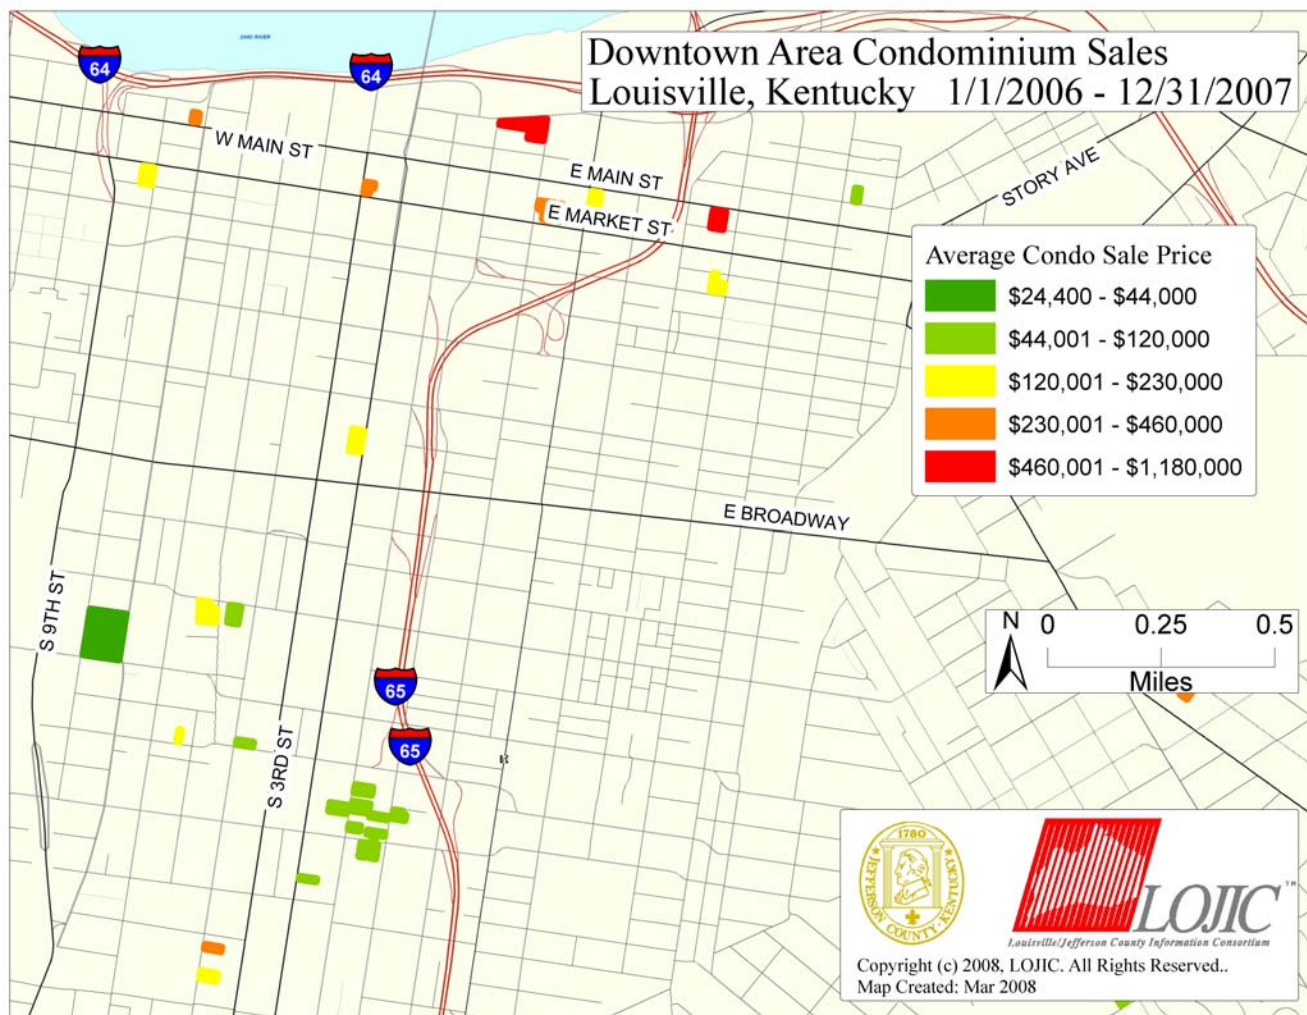 OHIO RIVER
64
64
Downtown Area Condominium Sales
Louisville, Kentucky 1/1/2006 - 12/31/2007
W MAIN ST
E MAIN ST
E MARKET ST
STORY AVE
Average Condo Sale Price
$24,400 - $44,000
$44,001 - $120,000
$120,001 - $230,000
$230,001 - $460,000
$460,001 - $1,180,000
E BROADWAY
S 9TH ST
N 0 0.25 0.5
Miles
65
65
S 3RD ST
1780
JEFFERSON COUNTY KENTUCKY
LOJIC™
Louisville/Jefferson County Information Consortium
Copyright (c) 2008, LOJIC. All Rights Reserved..
Map Created: Mar 2008